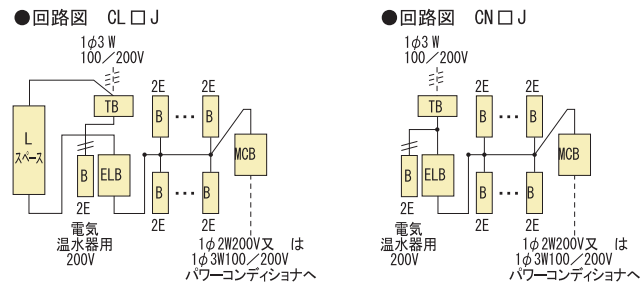 ●回路図 CL□J
1φ3W
100/200V
TB
L
スペース
B
2E
ELB
電気
温水器用
200V
2E 2E
B ••• B
B ••• B
2E 2E
MCB
1φ2W200V又は
1φ3W100/200V
パワーコンディショナへ
●回路図 CN□J
1φ3W
100/200V
TB
B
2E
ELB
電気
温水器用
200V
2E 2E
B ••• B
B ••• B
2E 2E
MCB
1φ2W200V又は
1φ3W100/200V
パワーコンディショナへ